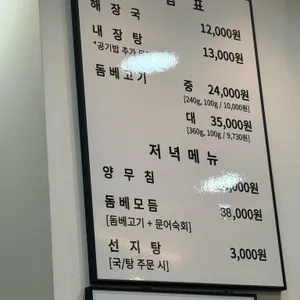 표
해장국 12,000원
내장탕 13,000원
*공기밥 추가
돔베고기 중 24,000원
[240g, 100g / 10,000원]
대 35,000원
[360g, 100g / 9,730원]
저녁메뉴
양무침
돔베모듬 38,000원
[돔베고기 + 문어숙회]
선지탕 3,000원
[국/탕 주문 시]